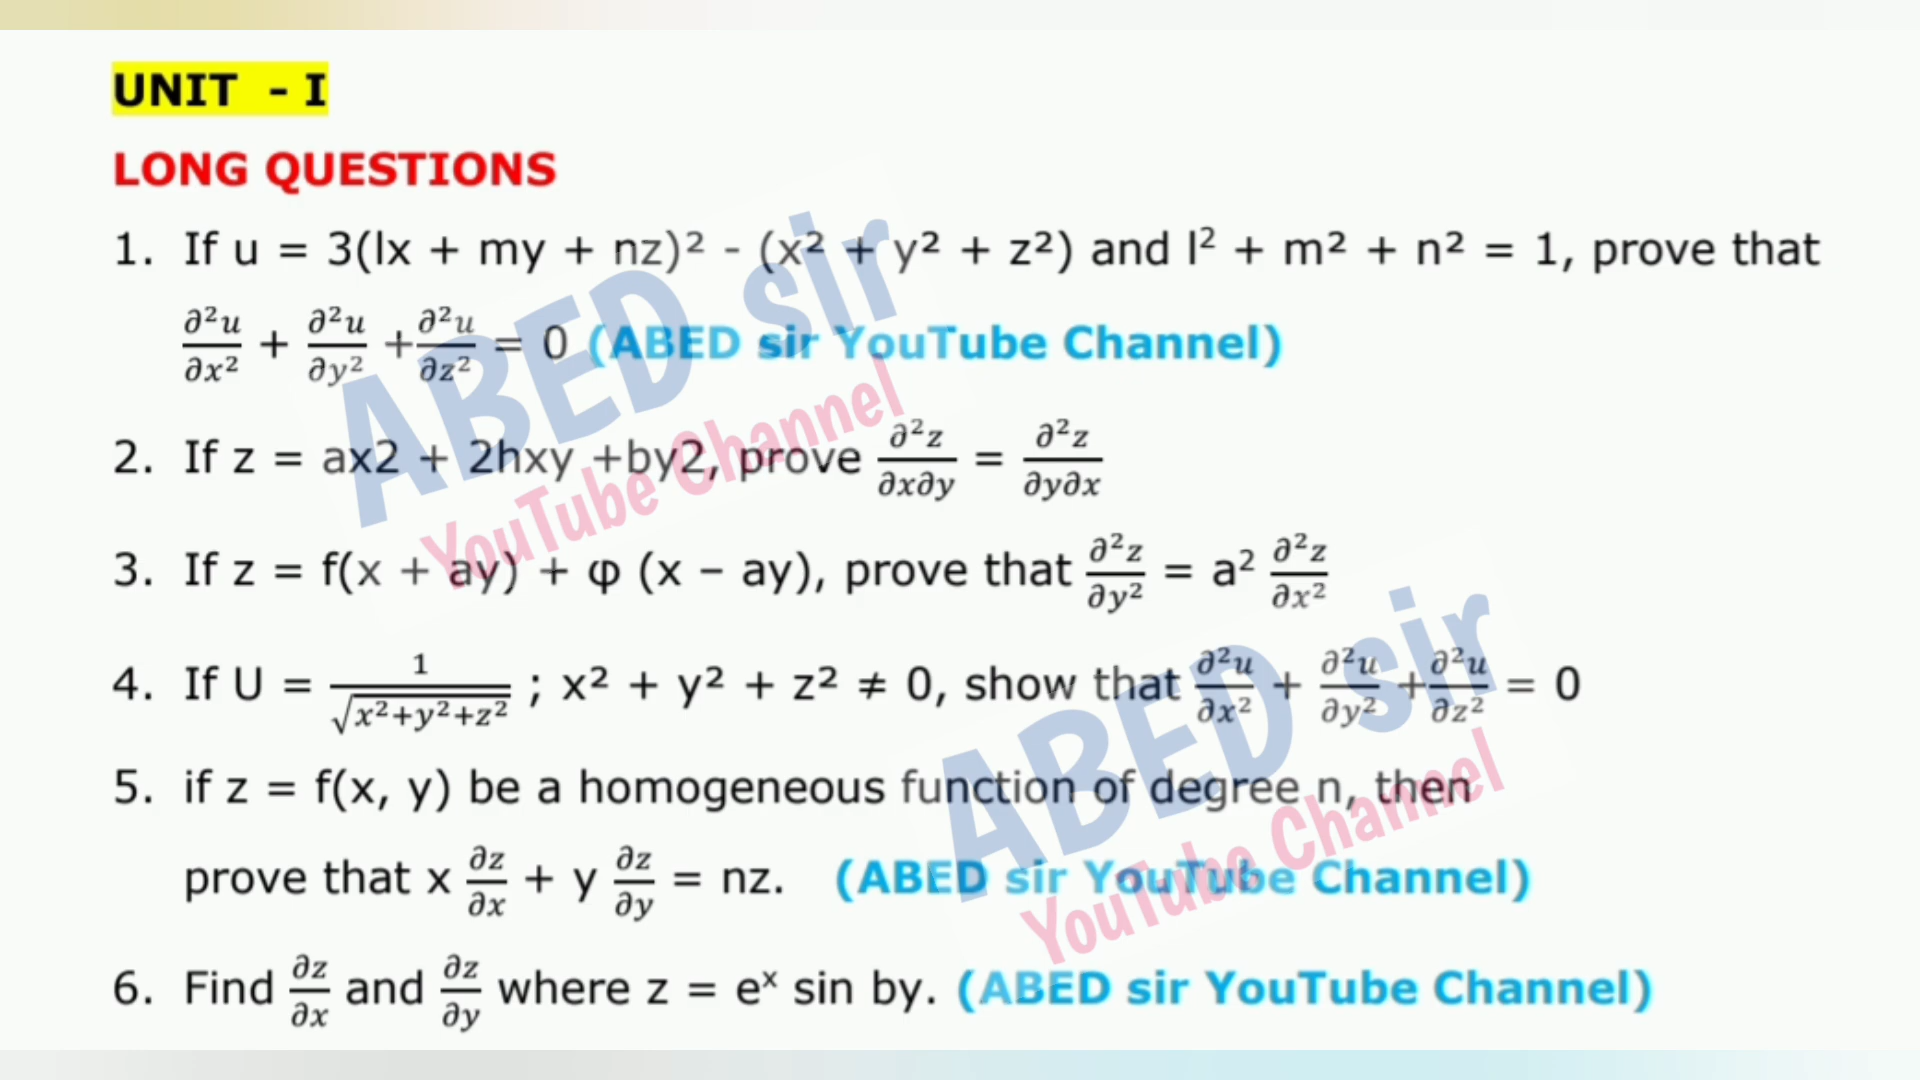 UNIT - I
LONG QUESTIONS
1. If u = 3(lx + my + nz)² - (x² + y² + z²) and l² + m² + n² = 1, prove that
∂²u/∂x² + ∂²u/∂y² + ∂²u/∂z² = 0 (ABED sir YouTube Channel)
2. If z = ax2 + 2hxy +by2, prove ∂²z/∂x∂y = ∂²z/∂y∂x
3. If z = f(x + ay) + φ (x – ay), prove that ∂²z/∂y² = a² ∂²z/∂x²
4. If U = 1/√(x²+y²+z²) ; x² + y² + z² ≠ 0, show that ∂²u/∂x² + ∂²u/∂y² + ∂²u/∂z² = 0
5. if z = f(x, y) be a homogeneous function of degree n, then
prove that x ∂z/∂x + y ∂z/∂y = nz. (ABED sir YouTube Channel)
6. Find ∂z/∂x and ∂z/∂y where z = eˣ sin by. (ABED sir YouTube Channel)
ABED sir
YouTube Channel
ABED sir
YouTube Channel